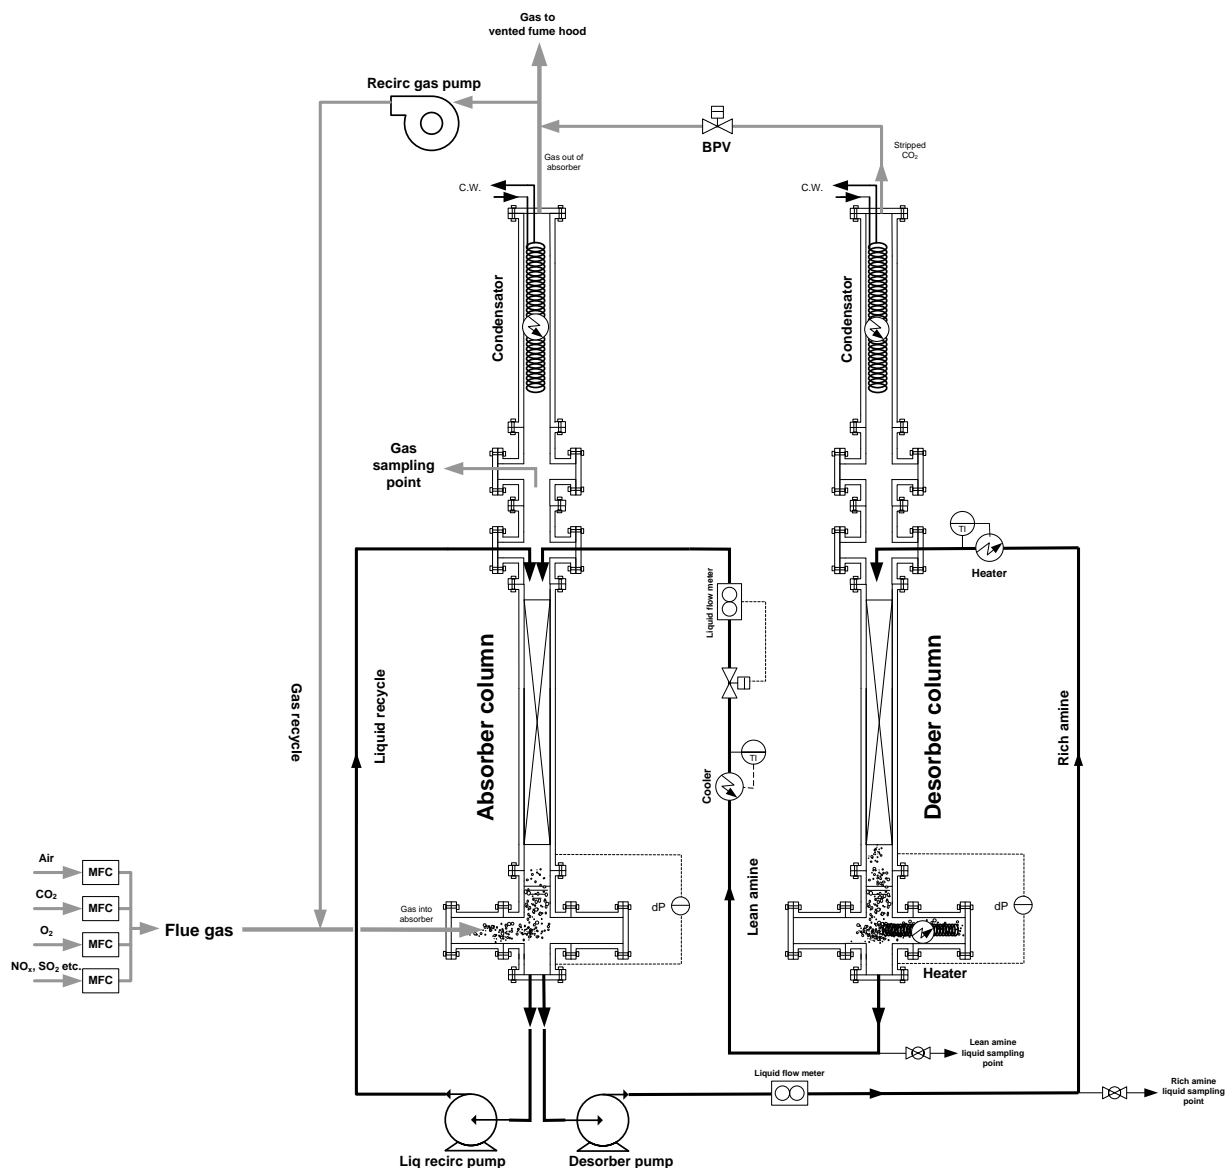 Gas to
vented fume hood
Recirc gas pump
BPV
Gas out of
absorber
Stripped
CO₂
C.W.
C.W.
Condensator
Condensator
Gas
sampling
point
TI
Heater
Liquid flow meter
Absorber column
Desorber column
Gas recycle
Liquid recycle
Rich amine
TI
Cooler
Lean amine
Air
MFC
CO₂
MFC
O₂
MFC
NOₓ, SO₂ etc.
MFC
Flue gas
Gas into
absorber
dP
dP
Heater
Lean amine
liquid sampling
point
Liquid flow meter
Rich amine
liquid sampling
point
Liq recirc pump
Desorber pump